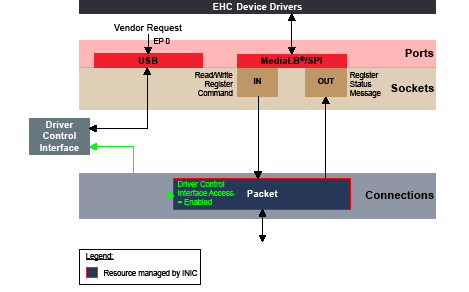 EHC Device Drivers
Vendor Request
EP 0
Ports
USB
MediaLB®/SPI
Read/Write
Register
Command
IN
OUT
Register
Status
Message
Sockets
Driver
Control
Interface
Driver Control
Interface Access
= Enabled
Packet
Connections
Legend:
Resource managed by INIC